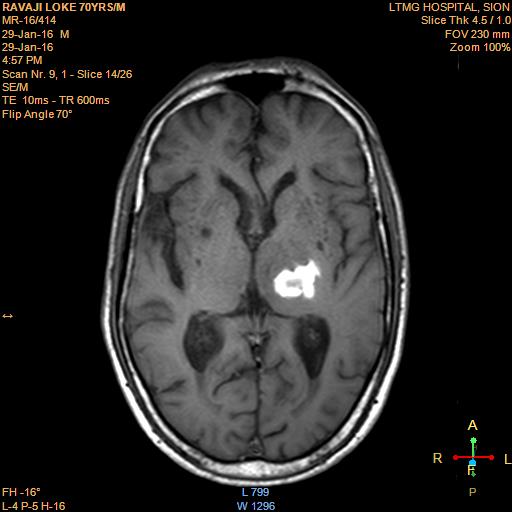 RAVAJI LOKE 70YRS/M
MR-16/414
29-Jan-16 M
29-Jan-16
4:57 PM
Scan Nr. 9, 1 - Slice 14/26
SE/M
TE 10ms - TR 600ms
Flip Angle 70°
LTMG HOSPITAL, SION
Slice Thk 4.5 / 1.0
FOV 230 mm
Zoom 100%
A
R
L
F
P
FH -16°
L-4 P-5 H-16
L 799
W 1296